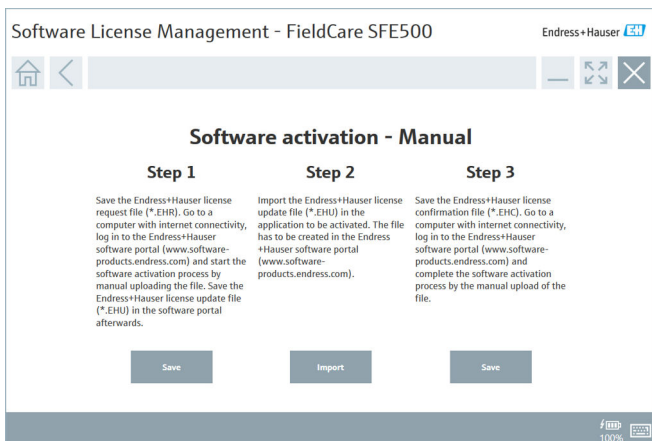 Software License Management - FieldCare SFE500
Endress+Hauser EH
Software activation - Manual
Step 1
Save the Endress+Hauser license
request file (*.EHR). Go to a
computer with internet connectivity,
log in to the Endress+Hauser
software portal (www.software-
products.endress.com) and start the
software activation process by
manual uploading the file. Save the
Endress+Hauser license update file
(*.EHU) in the software portal
afterwards.
Save
Step 2
Import the Endress+Hauser license
update file (*.EHU) in the
application to be activated. The file
has to be created in the Endress
+Hauser software portal
(www.software-
products.endress.com).
Import
Step 3
Save the Endress+Hauser license
confirmation file (*.EHC). Go to a
computer with internet connectivity,
log in to the Endress+Hauser
software portal (www.software-
products.endress.com) and
complete the software activation
process by the manual upload of the
file.
Save
100%